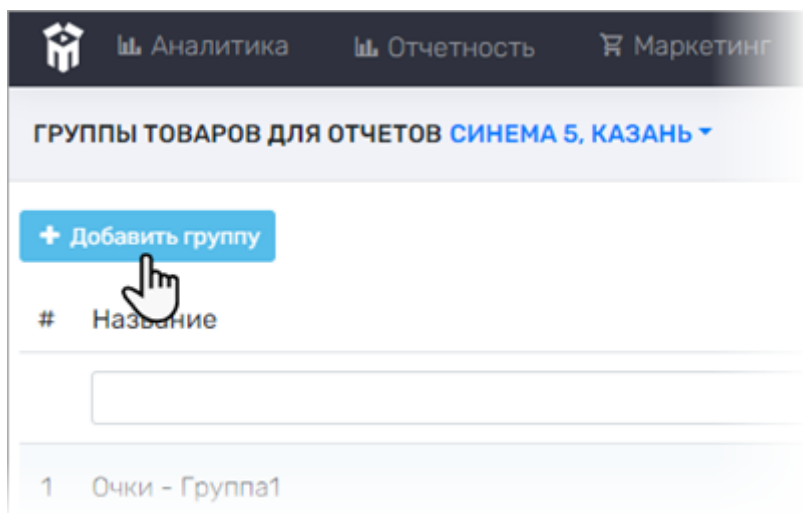 Аналитика Отчетность Маркетинг
ГРУППЫ ТОВАРОВ ДЛЯ ОТЧЕТОВ СИНЕМА 5, КАЗАНЬ
+ Добавить группу
# Название
1 Очки - Группа1